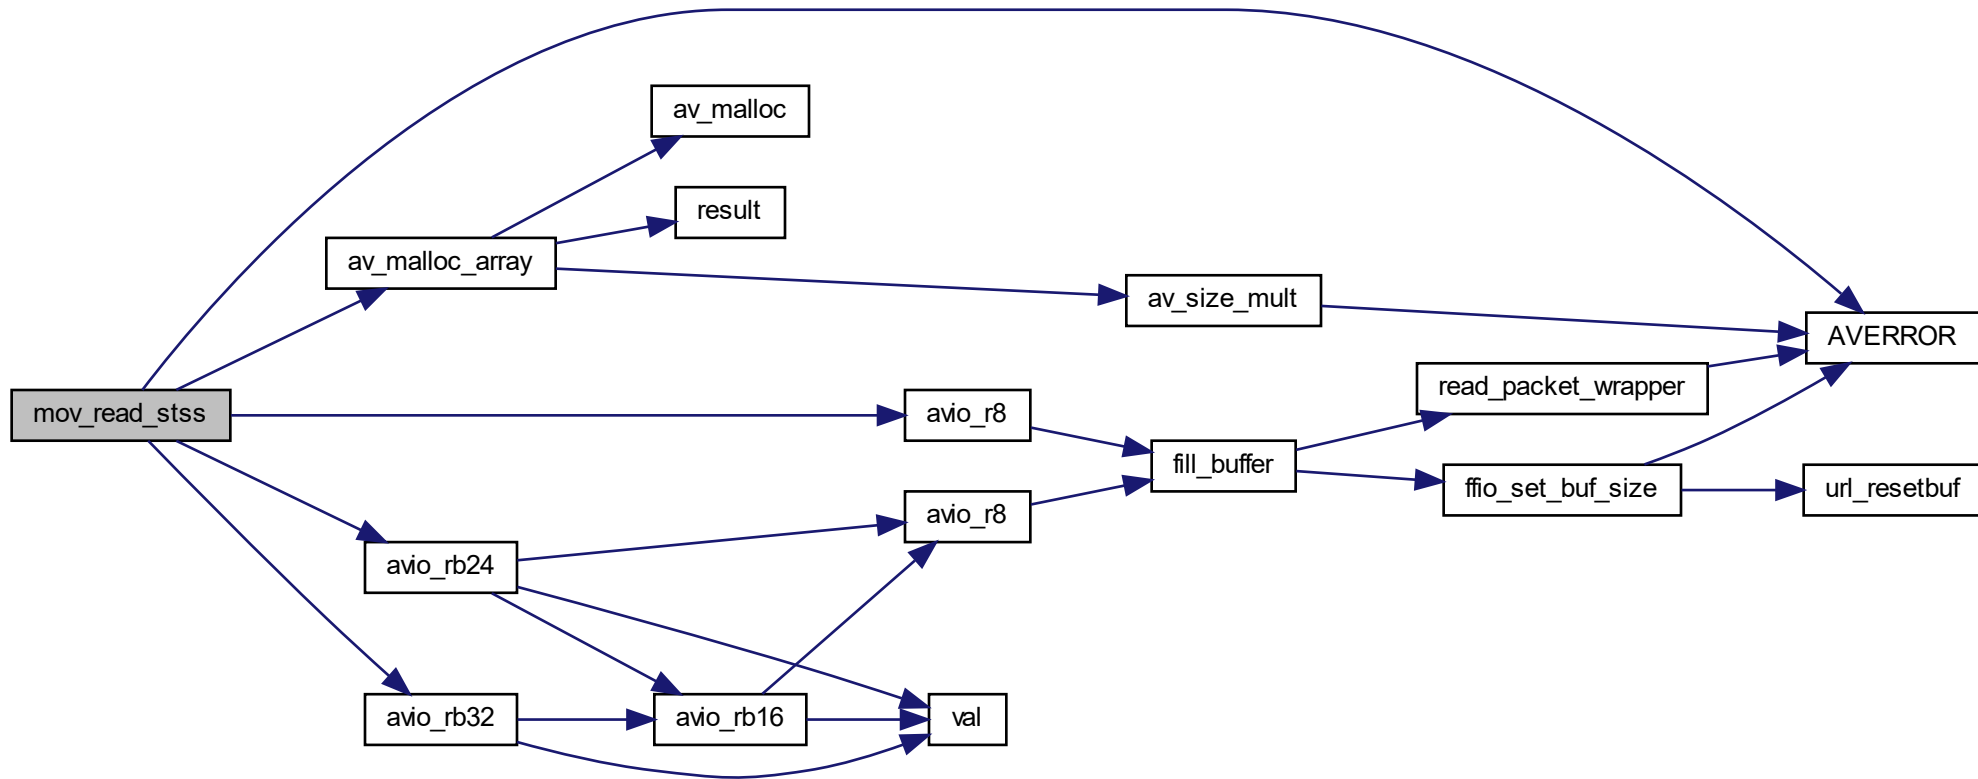 av_malloc
result
av_malloc_array
av_size_mult
AVERROR
read_packet_wrapper
mov_read_stss
avio_r8
fill_buffer
ffio_set_buf_size
url_resetbuf
avio_r8
avio_rb24
avio_rb32
avio_rb16
val